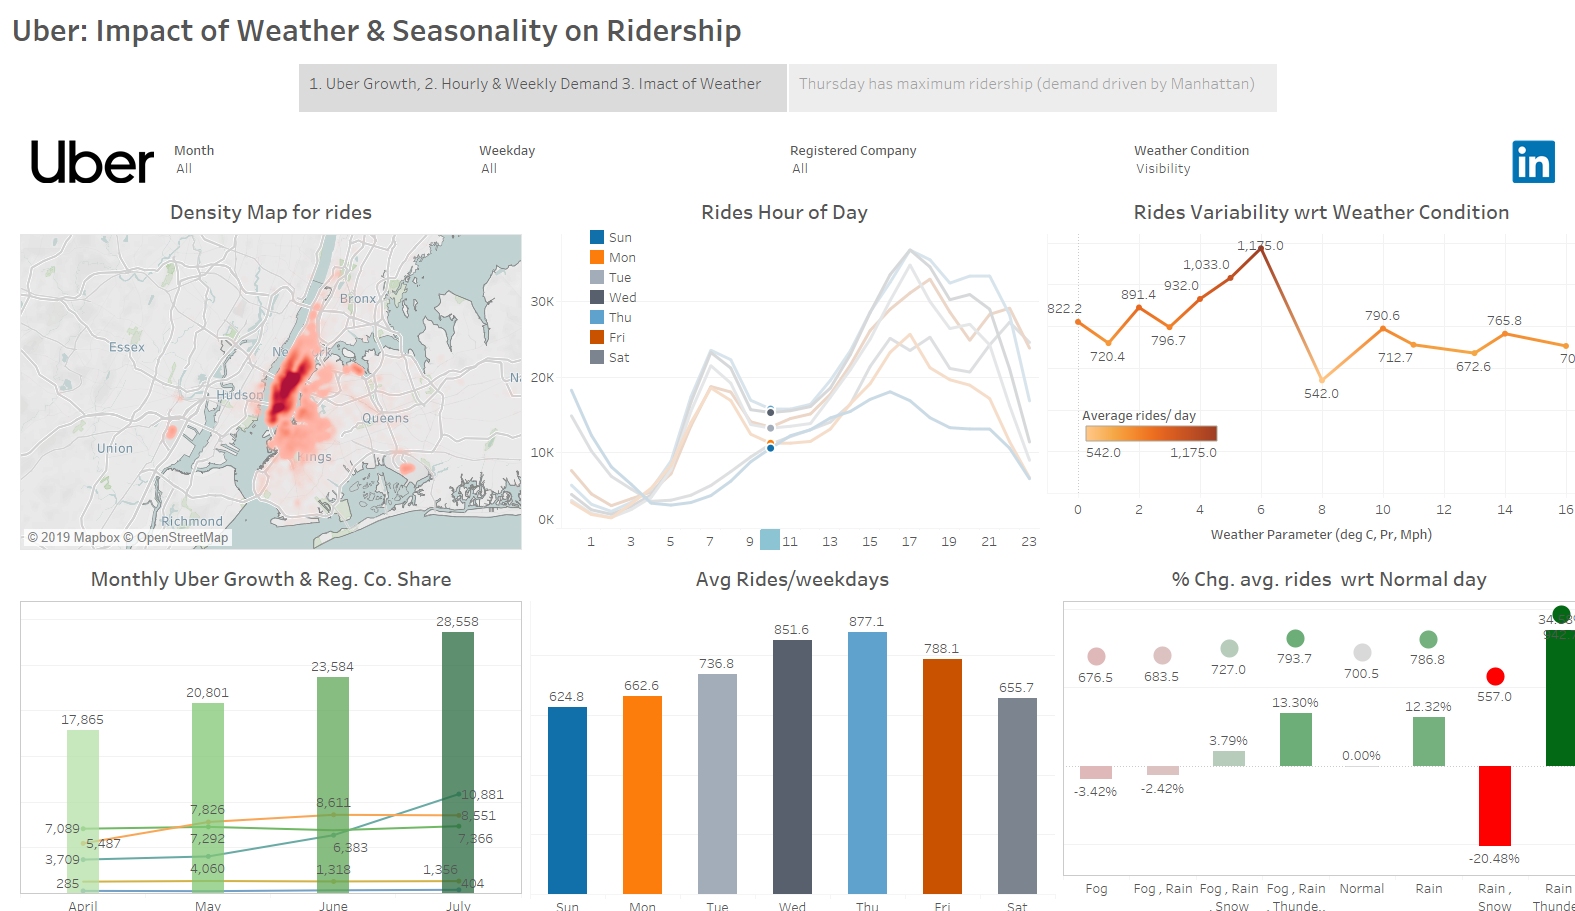 Uber: Impact of Weather & Seasonality on Ridership
1. Uber Growth, 2. Hourly & Weekly Demand 3. Imact of Weather
Thursday has maximum ridership (demand driven by Manhattan)
Uber
Month
All
Weekday
All
Registered Company
All
Weather Condition
Visibility
in
Density Map for rides
Bronx
Essex
Hudson
Queens
Union
Kings
Richmond
© 2019 Mapbox © OpenStreetMap
Rides Hour of Day
Sun
Mon
Tue
Wed
Thu
Fri
Sat
30K
20K
10K
0K
1 3 5 7 9 11 13 15 17 19 21 23
Rides Variability wrt Weather Condition
1,175.0
1,033.0
932.0
891.4
822.2
796.7
720.4
790.6
765.8
712.7
672.6
70
542.0
Average rides/ day
542.0 1,175.0
0 2 4 6 8 10 12 14 16
Weather Parameter (deg C, Pr, Mph)
Monthly Uber Growth & Reg. Co. Share
28,558
23,584
20,801
17,865
10,881
8,611
7,826
8,551
7,089
7,292
7,366
5,487
6,383
3,709
4,060
1,318
1,356
285
404
April May June July
Avg Rides/weekdays
877.1
851.6
788.1
736.8
662.6
655.7
624.8
Sun Mon Tue Wed Thu Fri Sat
% Chg. avg. rides wrt Normal day
676.5
683.5
727.0
793.7
700.5
786.8
557.0
13.30%
12.32%
3.79%
0.00%
-3.42%
-2.42%
-20.48%
Fog
Fog , Rain
Fog , Rain
, Snow
Fog , Rain
, Thunde..
Normal
Rain
Rain ,
Snow
Rain
Thunde